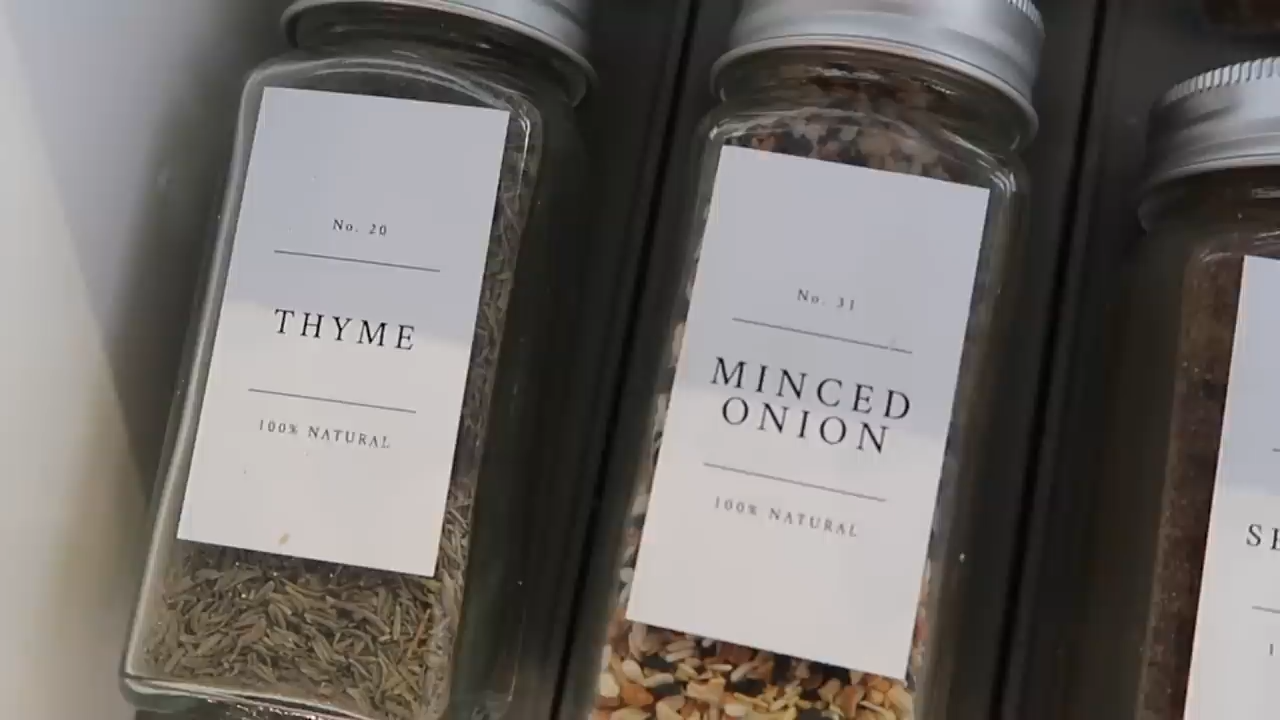 No. 20
THYME
100% NATURAL
No. 31
MINCED
ONION
100% NATURAL